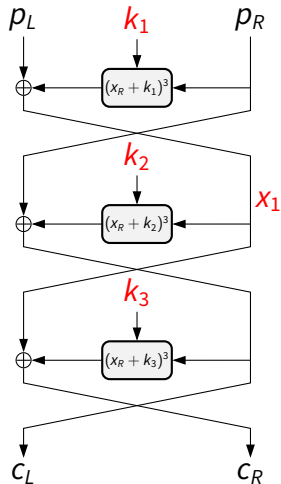 p_L k_1 p_R
⊕ (x_R + k_1)^3
k_2
x_1
⊕ (x_R + k_2)^3
k_3
⊕ (x_R + k_3)^3
c_L c_R